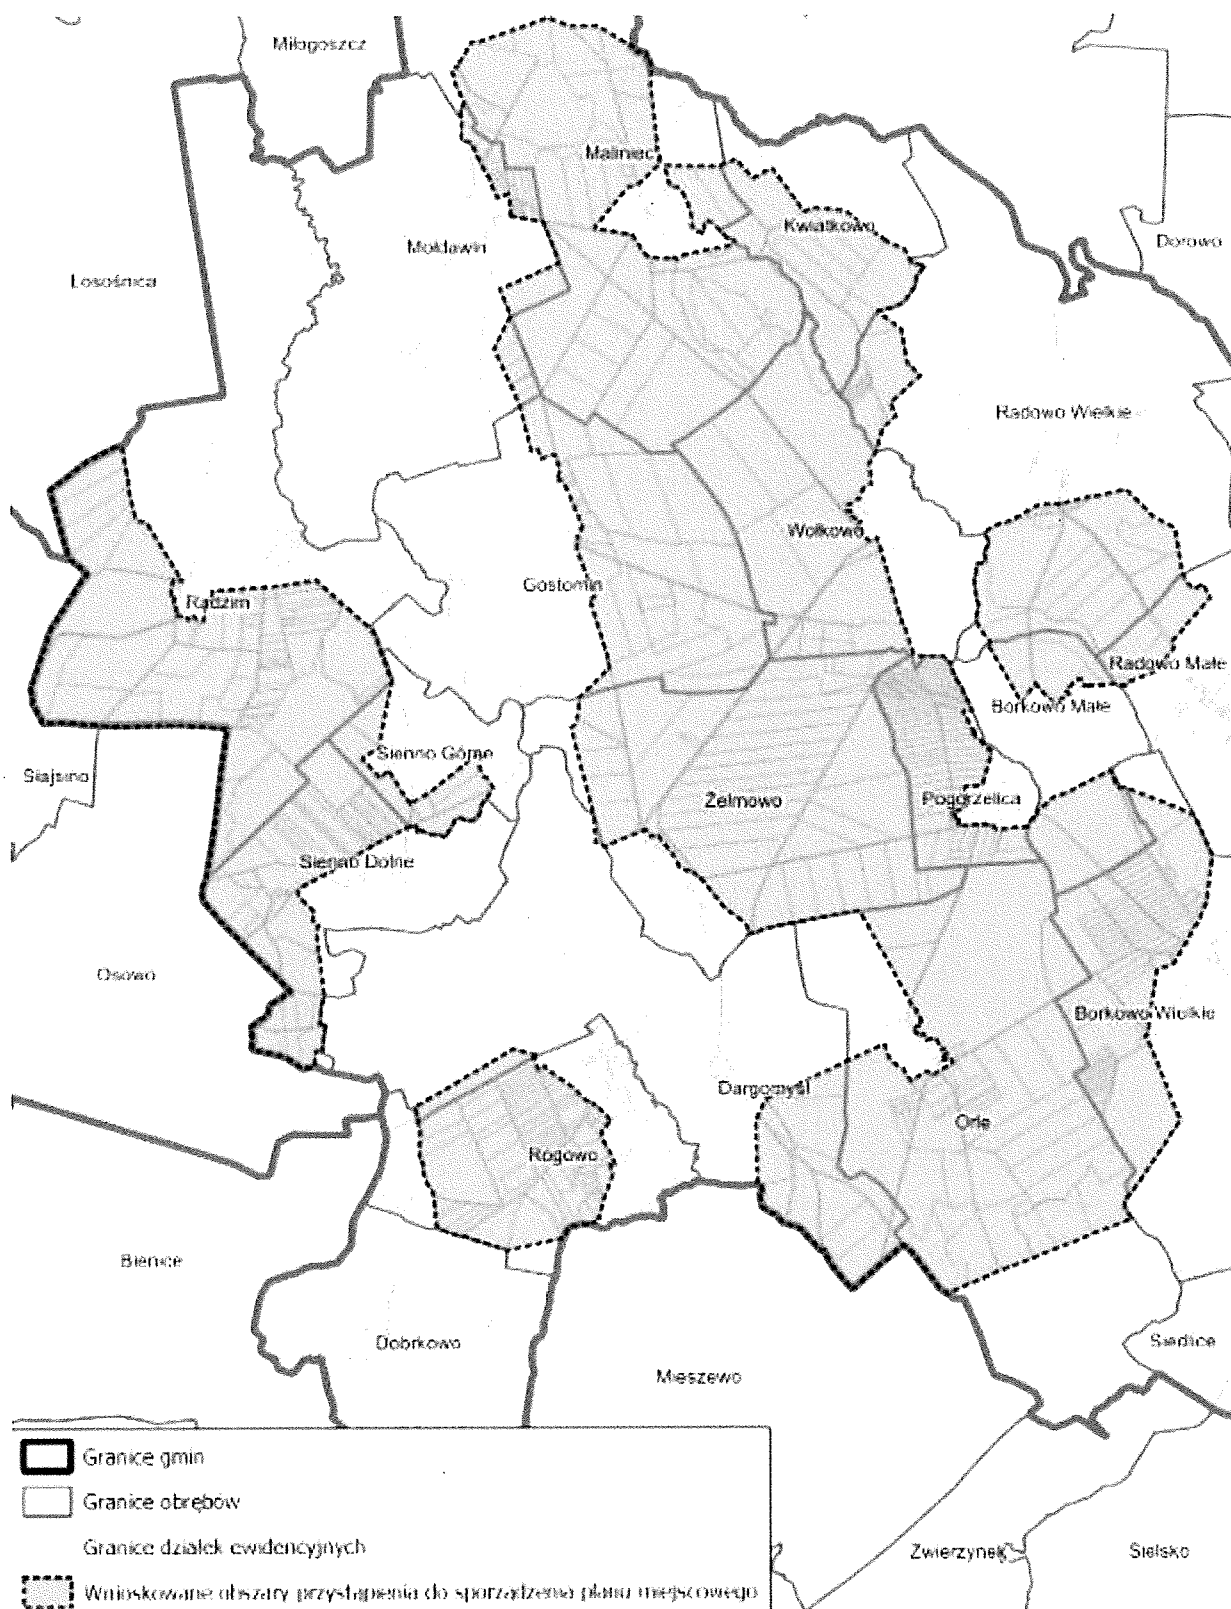 Miłogoszcz
Maliniec
Kwiatkowo
Mołdawin
Dorowo
Łosośnica
Radowo Wielkie
Wołkowo
Gostomin
Radzim
Radowo Małe
Borkowo Małe
Sienno Górne
Siajsino
Żelmowo
Pogorzelica
Sienno Dolne
Osowo
Borkowo Wielkie
Dargomyśl
Orle
Rogowo
Bienice
Dobrkowo
Siedlice
Mieszewo
Granice gmin
Granice obrębów
Granice działek ewidencyjnych
Zwierzynek
Sielsko
Wnioskowane obszary przystąpienia do sporządzenia planu miejscowego